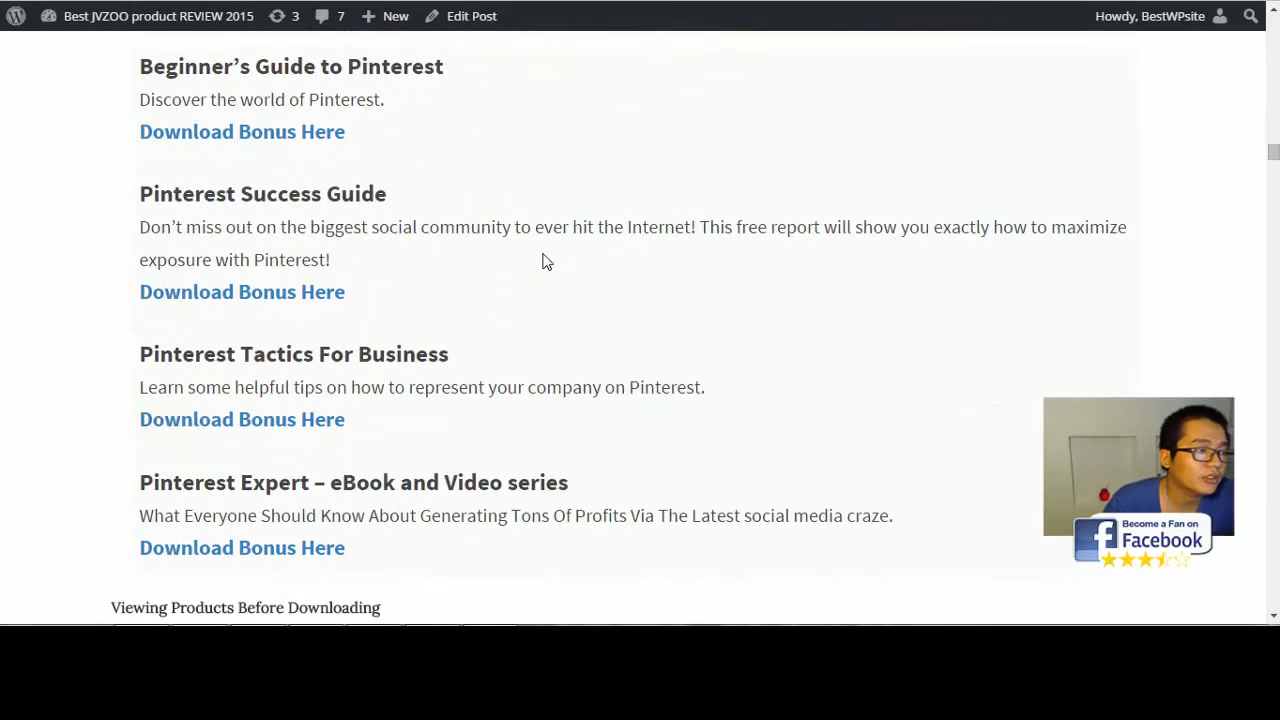 Best JVZOO product REVIEW 2015 3 7 New Edit Post Howdy, BestWPsite
Beginner’s Guide to Pinterest
Discover the world of Pinterest.
Download Bonus Here
Pinterest Success Guide
Don’t miss out on the biggest social community to ever hit the Internet! This free report will show you exactly how to maximize
exposure with Pinterest!
Download Bonus Here
Pinterest Tactics For Business
Learn some helpful tips on how to represent your company on Pinterest.
Download Bonus Here
Pinterest Expert – eBook and Video series
What Everyone Should Know About Generating Tons Of Profits Via The Latest social media craze.
Download Bonus Here
Become a Fan on
f Facebook
Viewing Products Before Downloading